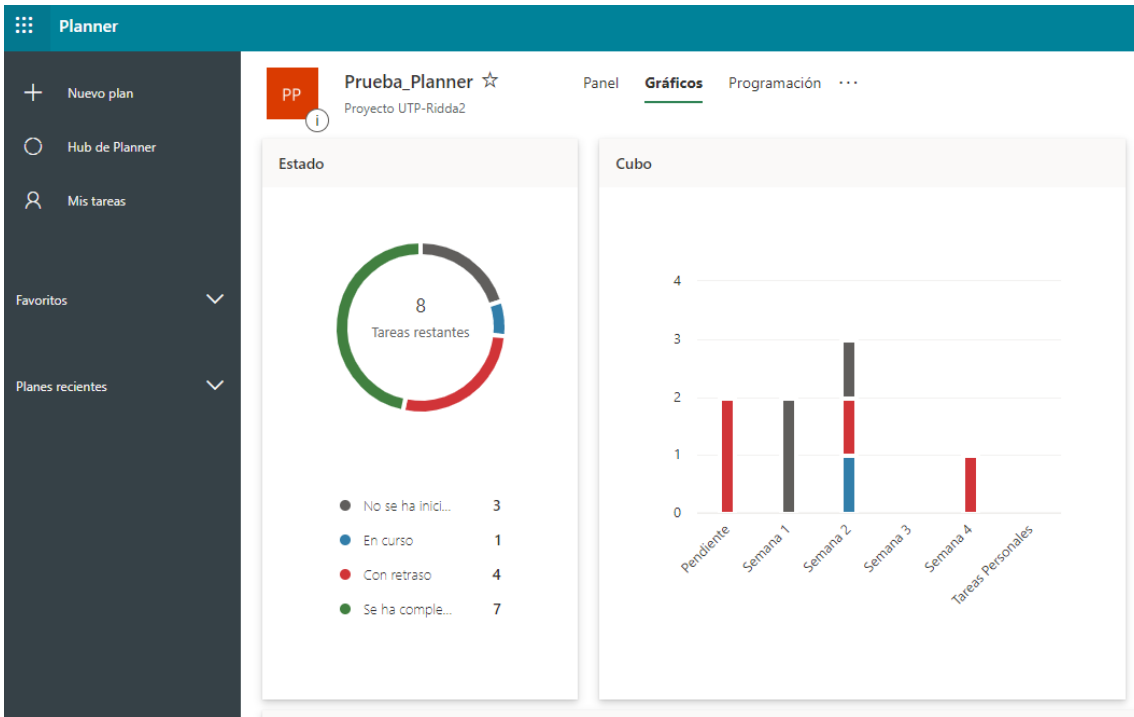 Planner
Nuevo plan
Hub de Planner
Mis tareas
Favoritos
Planes recientes
PP
i
Prueba_Planner
Proyecto UTP-Ridda2
Panel Gráficos Programación ...
Estado
8
Tareas restantes
No se ha inici... 3
En curso 1
Con retraso 4
Se ha comple... 7
Cubo
4
3
2
1
0
Pendiente
Semana 1
Semana 2
Semana 3
Semana 4
Tareas Personales